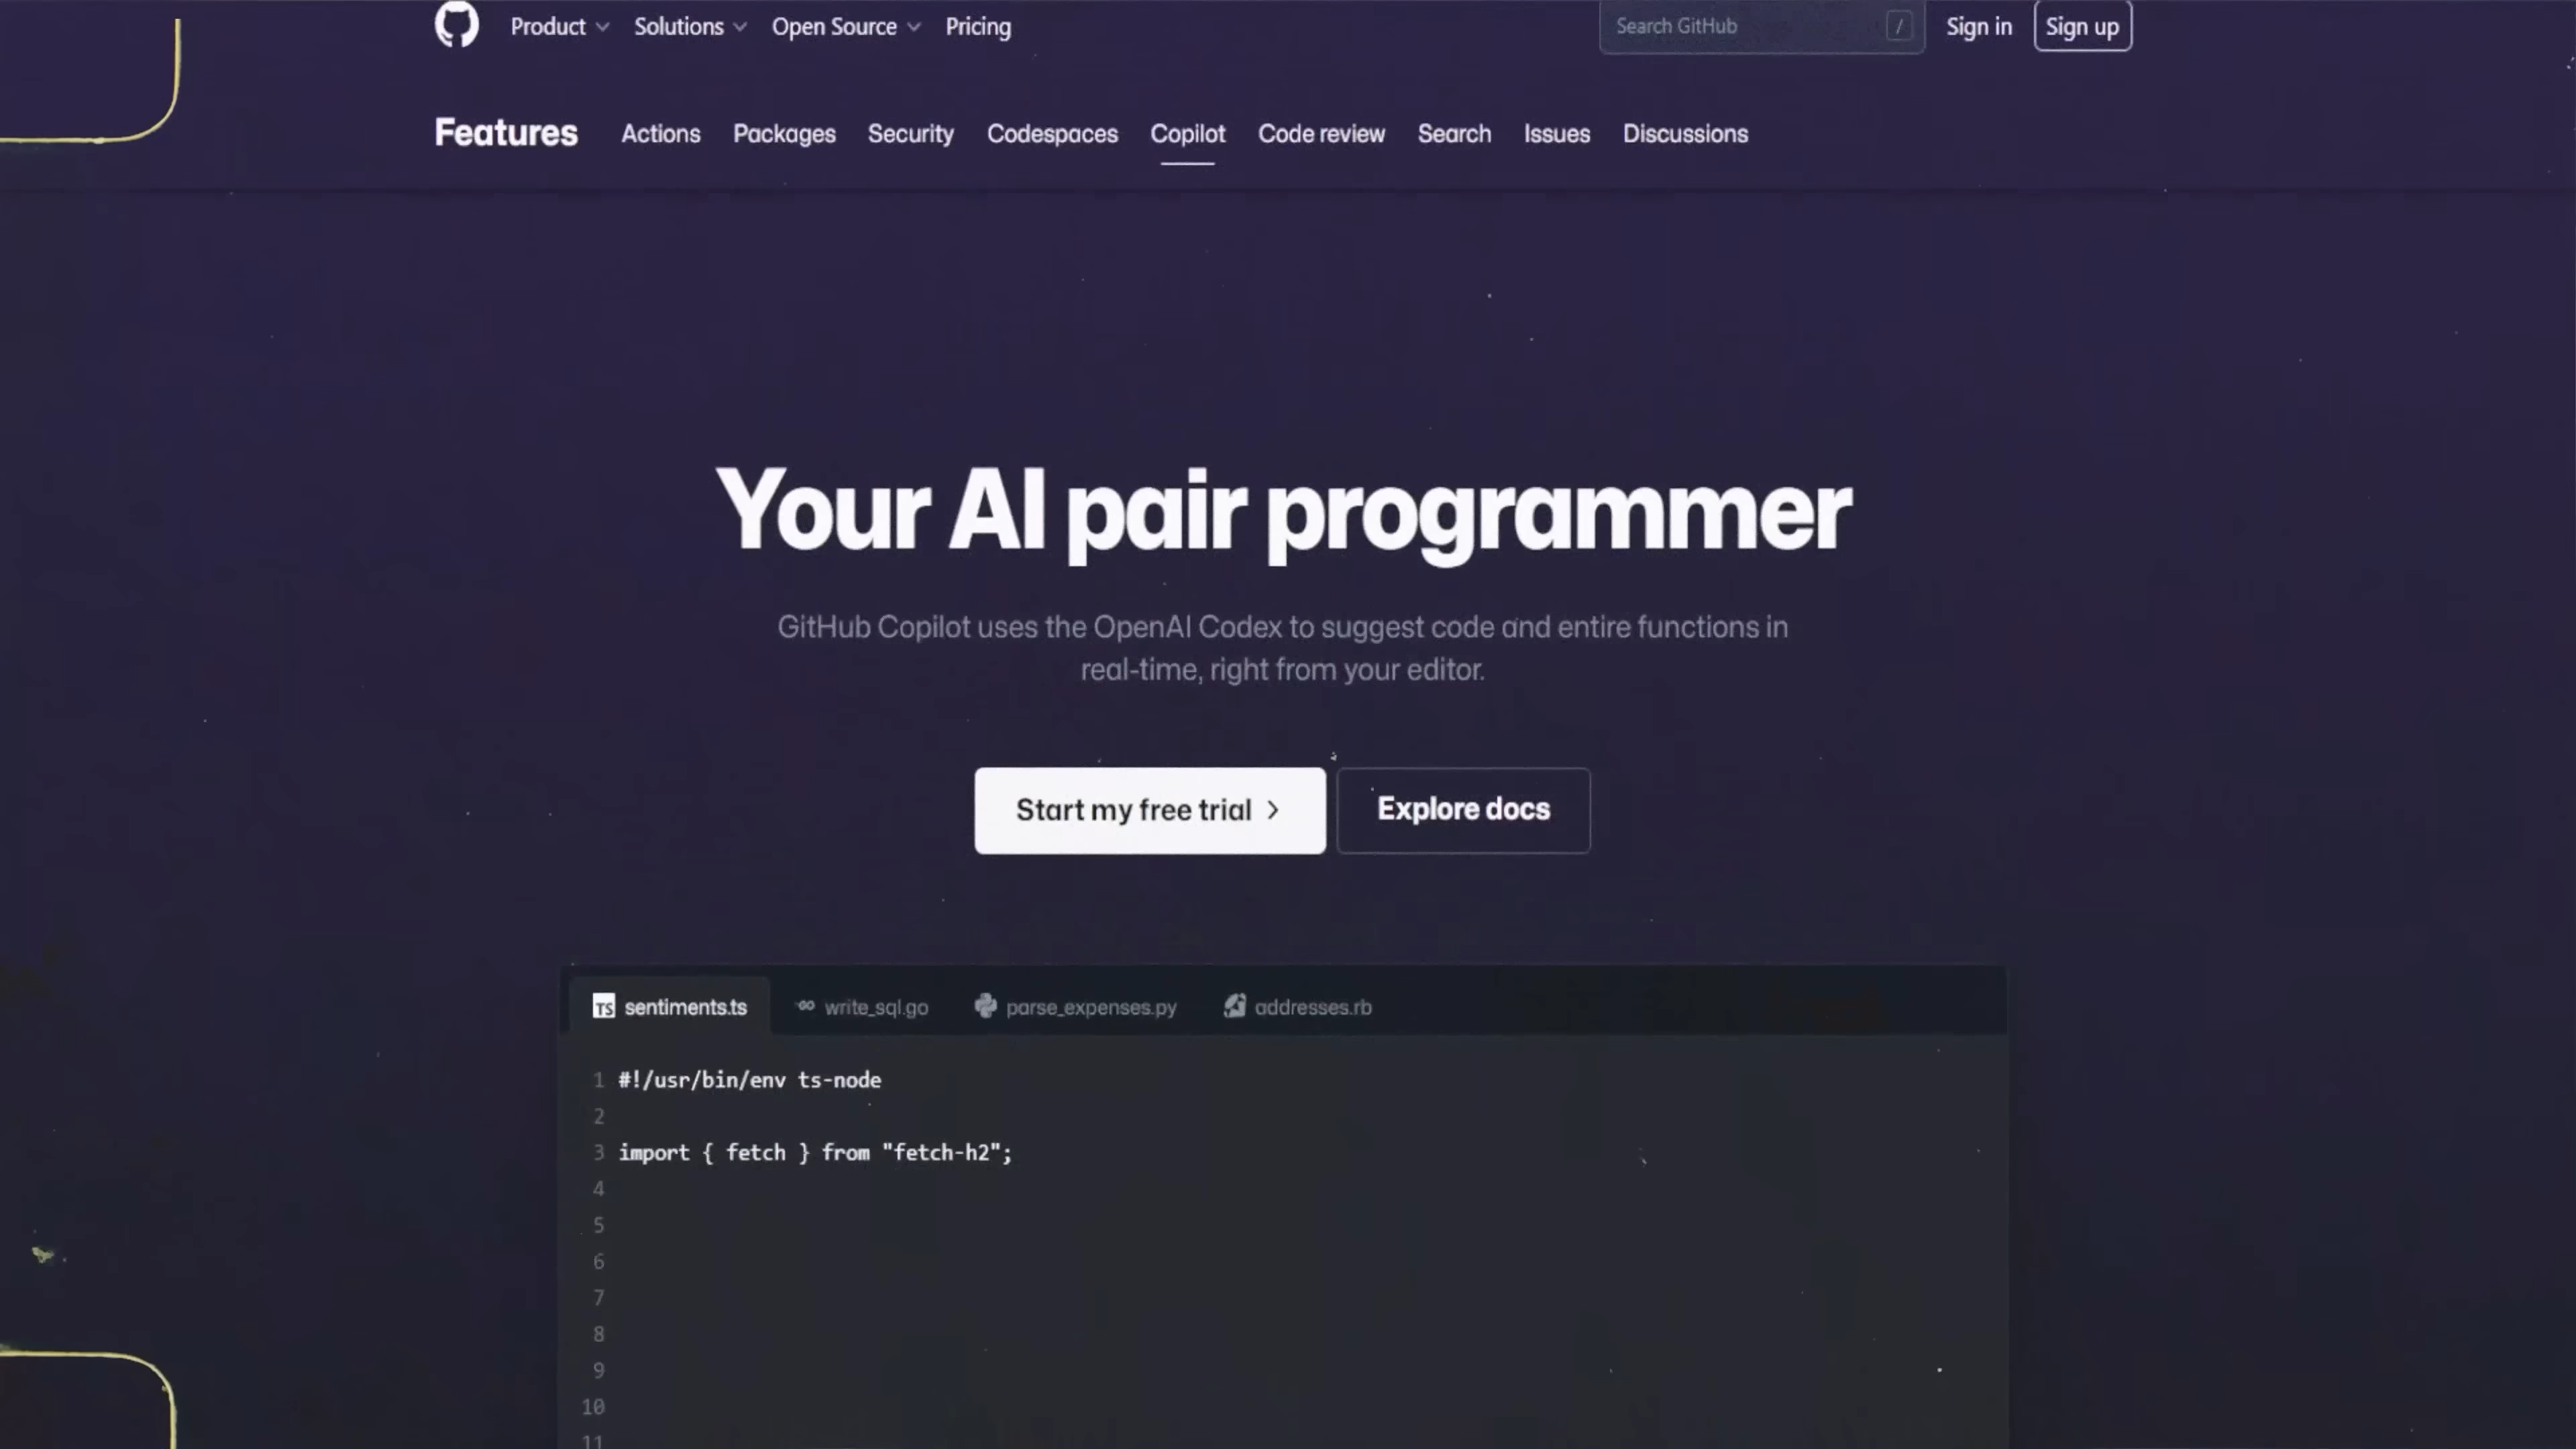 Product Solutions Open Source Pricing Search GitHub / Sign in Sign up
Features Actions Packages Security Codespaces Copilot Code review Search Issues Discussions
Your AI pair programmer
GitHub Copilot uses the OpenAI Codex to suggest code and entire functions in
real-time, right from your editor.
Start my free trial > Explore docs
TS sentiments.ts write_sql.go parse_expenses.py addresses.rb
1 #!/usr/bin/env ts-node
2
3 import { fetch } from "fetch-h2";
4
5
6
7
8
9
10
11